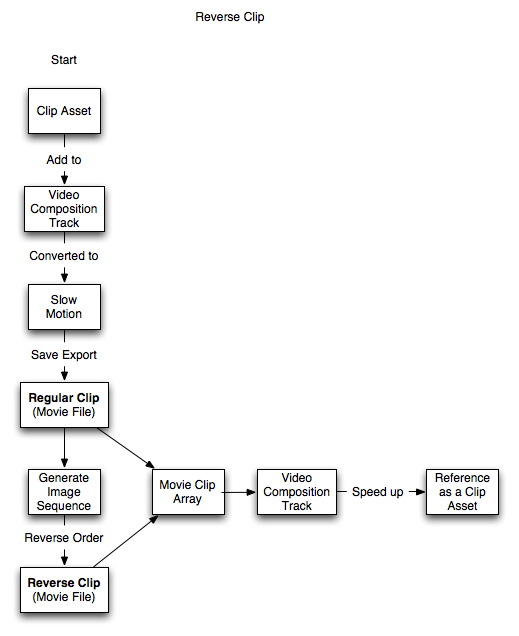 Reverse Clip
Start
Clip Asset
Add to
Video
Composition
Track
Converted to
Slow
Motion
Save Export
Regular Clip
(Movie File)
Generate
Image
Sequence
Movie Clip
Array
Video
Composition
Track
Speed up
Reference
as a Clip
Asset
Reverse Order
Reverse Clip
(Movie File)